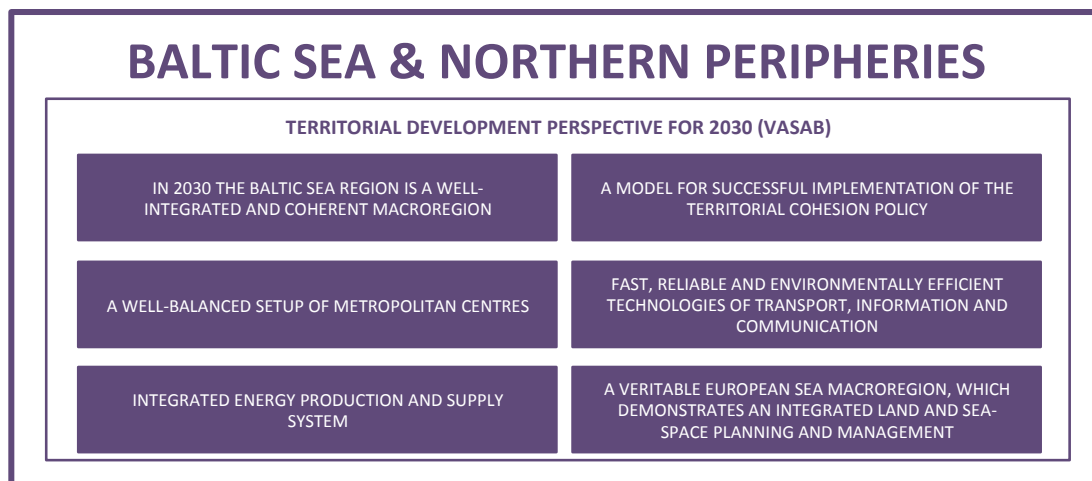 BALTIC SEA & NORTHERN PERIPHERIES
TERRITORIAL DEVELOPMENT PERSPECTIVE FOR 2030 (VASAB)
IN 2030 THE BALTIC SEA REGION IS A WELL-
INTEGRATED AND COHERENT MACROREGION
A MODEL FOR SUCCESSFUL IMPLEMENTATION OF THE
TERRITORIAL COHESION POLICY
A WELL-BALANCED SETUP OF METROPOLITAN CENTRES
FAST, RELIABLE AND ENVIRONMENTALLY EFFICIENT
TECHNOLOGIES OF TRANSPORT, INFORMATION AND
COMMUNICATION
INTEGRATED ENERGY PRODUCTION AND SUPPLY
SYSTEM
A VERITABLE EUROPEAN SEA MACROREGION, WHICH
DEMONSTRATES AN INTEGRATED LAND AND SEA-
SPACE PLANNING AND MANAGEMENT